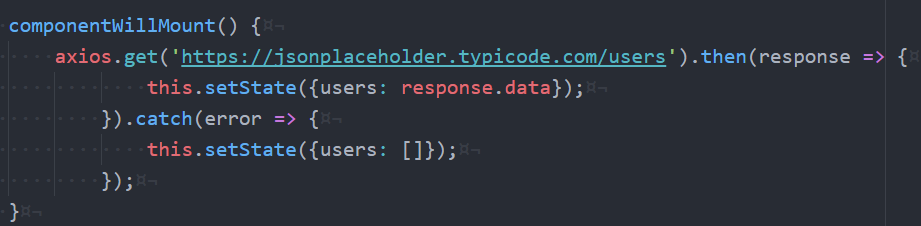 componentWillMount() {
axios.get('https://jsonplaceholder.typicode.com/users').then(response => {
this.setState({users: response.data});
}).catch(error => {
this.setState({users: []});
});
}